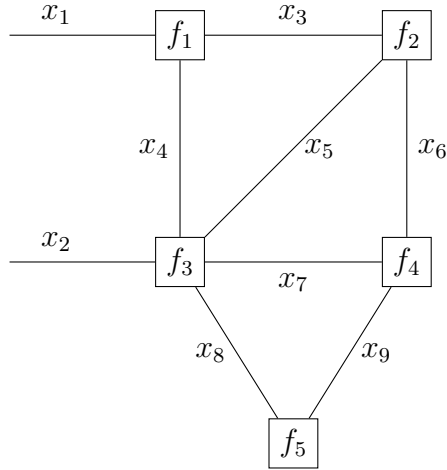 x₁ f₁ x₃ f₂
x₄ x₅ x₆
x₂ f₃ x₇ f₄
x₈ x₉
f₅